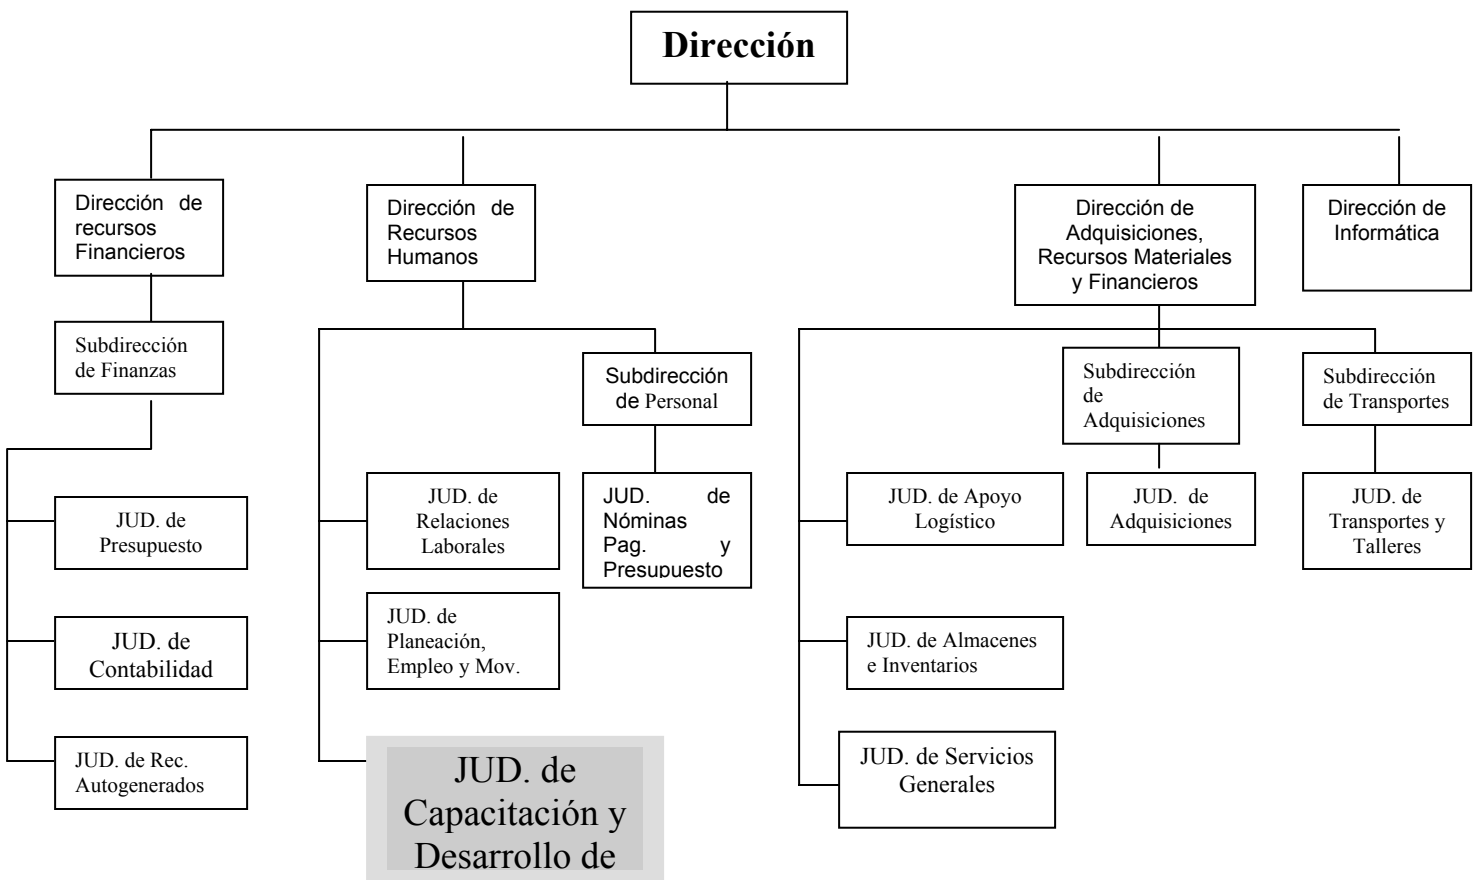 Dirección
Dirección de
recursos
Financieros
Dirección de
Recursos
Humanos
Dirección de
Adquisiciones,
Recursos Materiales
y Financieros
Dirección de
Informática
Subdirección
de Finanzas
Subdirección
de Personal
Subdirección
de
Adquisiciones
Subdirección
de Transportes
JUD. de
Presupuesto
JUD. de
Relaciones
Laborales
JUD. de
Nóminas
Pag. y
Presupuesto
JUD. de Apoyo
Logístico
JUD. de
Adquisiciones
JUD. de
Transportes y
Talleres
JUD. de
Contabilidad
JUD. de
Planeación,
Empleo y Mov.
JUD. de Almacenes
e Inventarios
JUD. de Rec.
Autogenerados
JUD. de
Capacitación y
Desarrollo de
JUD. de Servicios
Generales